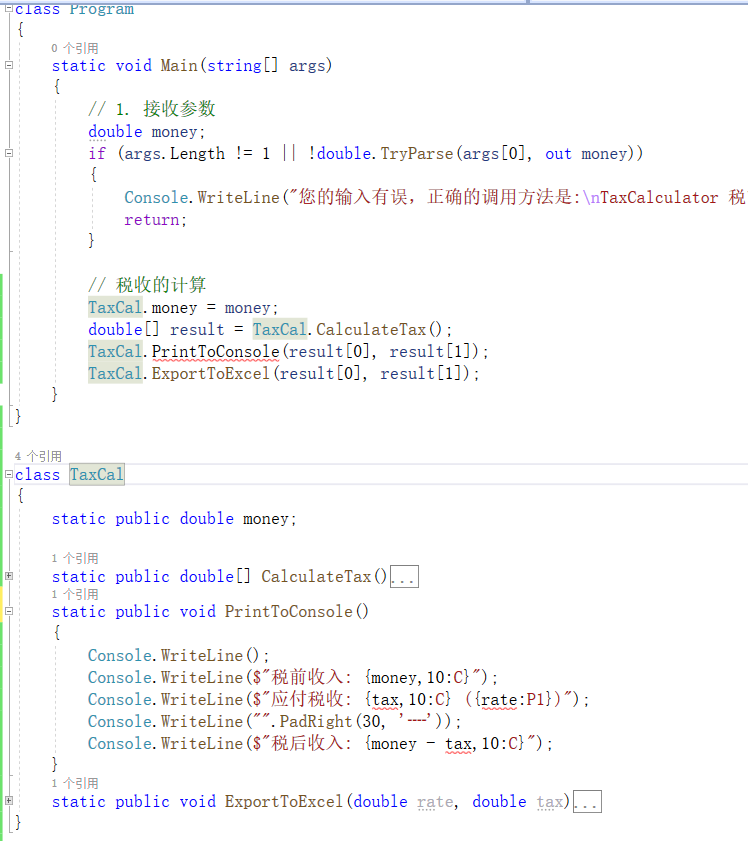 class Program
{
0 个引用
static void Main(string[] args)
{
// 1. 接收参数
double money;
if (args.Length != 1 || !double.TryParse(args[0], out money))
{
Console.WriteLine("您的输入有误，正确的调用方法是:\nTaxCalculator 税
return;
}
// 税收的计算
TaxCal.money = money;
double[] result = TaxCal.CalculateTax();
TaxCal.PrintToConsole(result[0], result[1]);
TaxCal.ExportToExcel(result[0], result[1]);
}
}
4 个引用
class TaxCal
{
static public double money;
1 个引用
static public double[] CalculateTax()...
1 个引用
static public void PrintToConsole()
{
Console.WriteLine();
Console.WriteLine($"税前收入: {money,10:C}");
Console.WriteLine($"应付税收: {tax,10:C} ({rate:P1})");
Console.WriteLine("".PadRight(30, '┄'));
Console.WriteLine($"税后收入: {money - tax,10:C}");
}
1 个引用
static public void ExportToExcel(double rate, double tax)...
}